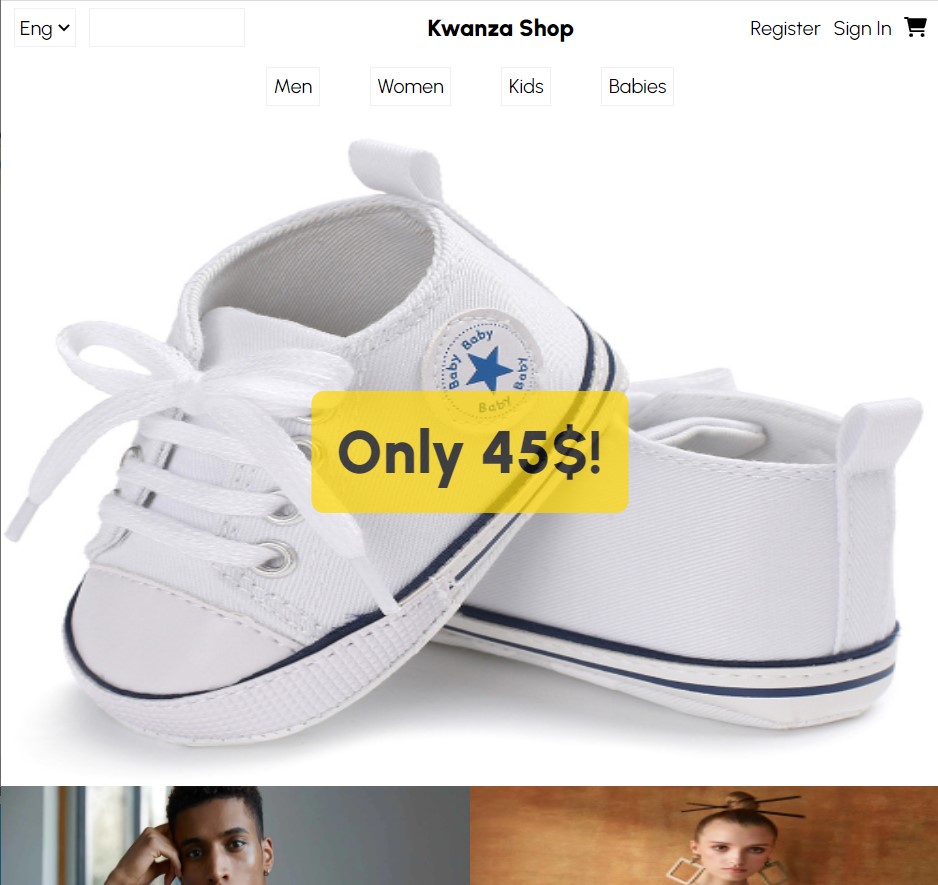 Eng
Kwanza Shop
Register Sign In
Men Women Kids Babies
Baby Baby Baby Baby
Only 45$!